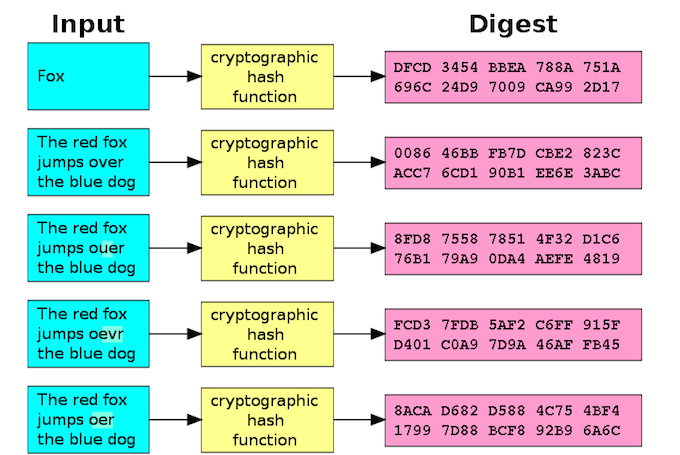 Input
Digest
Fox
cryptographic
hash
function
DFCD 3454 BBEA 788A 751A
696C 24D9 7009 CA99 2D17
The red fox
jumps over
the blue dog
cryptographic
hash
function
0086 46BB FB7D CBE2 823C
ACC7 6CD1 90B1 EE6E 3ABC
The red fox
jumps ouer
the blue dog
cryptographic
hash
function
8FD8 7558 7851 4F32 D1C6
76B1 79A9 0DA4 AEFE 4819
The red fox
jumps oevr
the blue dog
cryptographic
hash
function
FCD3 7FDB 5AF2 C6FF 915F
D401 C0A9 7D9A 46AF FB45
The red fox
jumps oer
the blue dog
cryptographic
hash
function
8ACA D682 D588 4C75 4BF4
1799 7D88 BCF8 92B9 6A6C